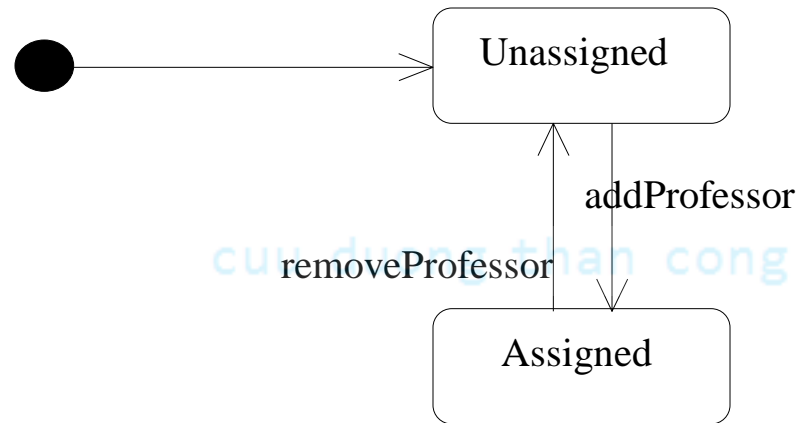 Unassigned
addProfessor
cuu duong than cong
removeProfessor
Assigned